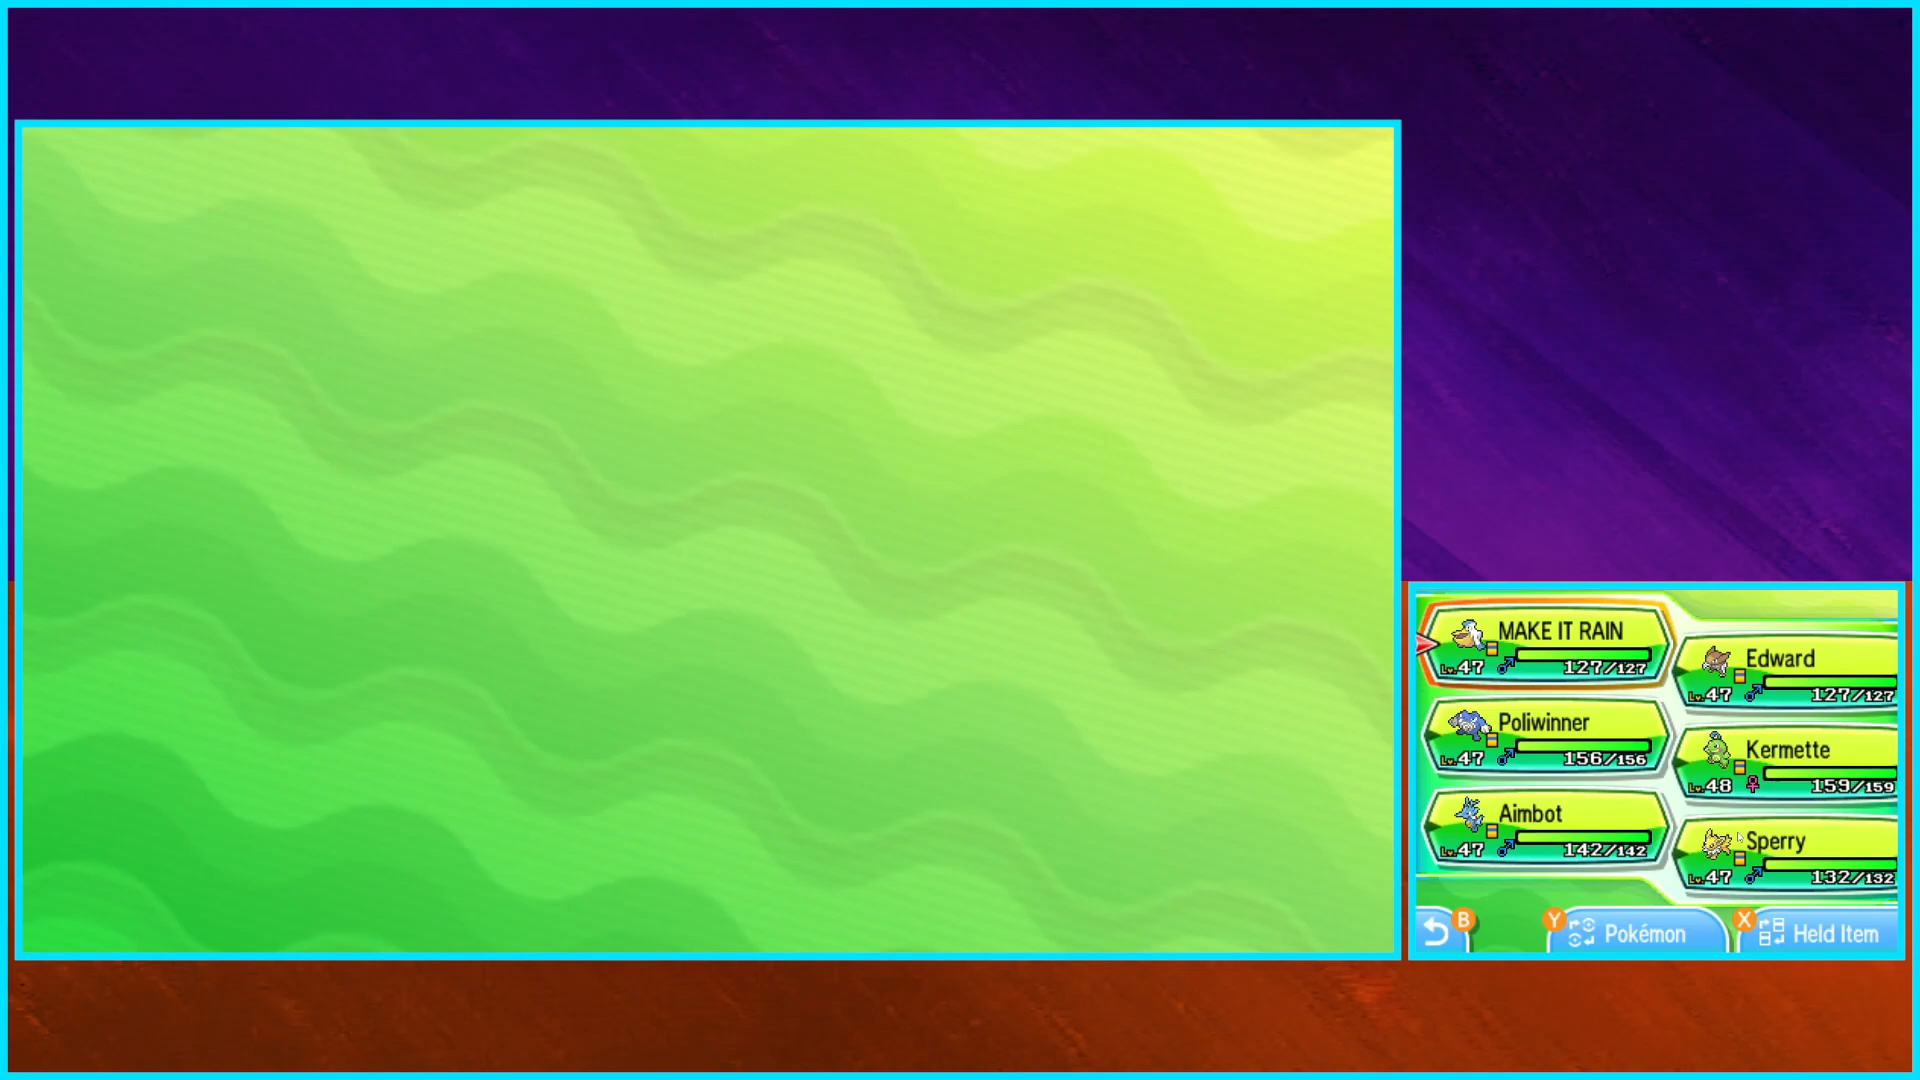 MAKE IT RAIN
Lv.47 ♂ 127/127
Edward
Lv.47 ♂ 127/127
Poliwinner
Lv.47 ♂ 156/156
Kermette
Lv.48 ♀ 159/159
Aimbot
Lv.47 ♂ 142/142
Sperry
Lv.47 ♂ 132/132
B
Y Pokémon
X Held Item